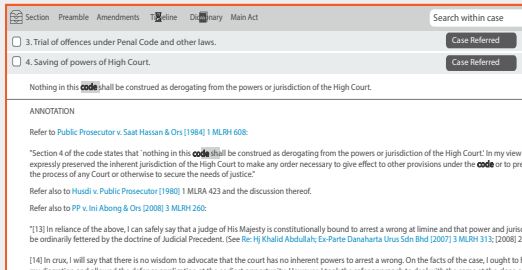 Section Preamble Amendments Timeline Dictionary Main Act Search within case
3. Trial of offences under Penal Code and other laws. Case Referred
4. Saving of powers of High Court. Case Referred
Nothing in this code shall be construed as derogating from the powers or jurisdiction of the High Court.
ANNOTATION
Refer to Public Prosecutor v. Saat Hassan & Ors [1984] 1 MLRH 608:
"Section 4 of the code states that `nothing in this code shall be construed as derogating from the powers or jurisdiction of the High Court.' In my view
expressly preserved the inherent jurisdiction of the High Court to make any order necessary to give effect to other provisions under the code or to pre
the process of any Court or otherwise to secure the needs of justice."
Refer also to Husdi v. Public Prosecutor [1980] 1 MLRA 423 and the discussion thereof.
Refer also to PP v. Ini Abong & Ors [2008] 3 MLRH 260:
"[13] In reliance of the above, I can safely say that a judge of His Majesty is constitutionally bound to arrest a wrong at limine and that power and juris
be ordinarily fettered by the doctrine of Judicial Precedent. (See Re: Hj Khalid Abdullah; Ex-Parte Danaharta Urus Sdn Bhd [2007] 3 MLRH 313; [2008] 2
[14] In crux, I will say that there is no wisdom to advocate that the court has no inherent powers to arrest a wrong. On the facts of the case, I ought to h